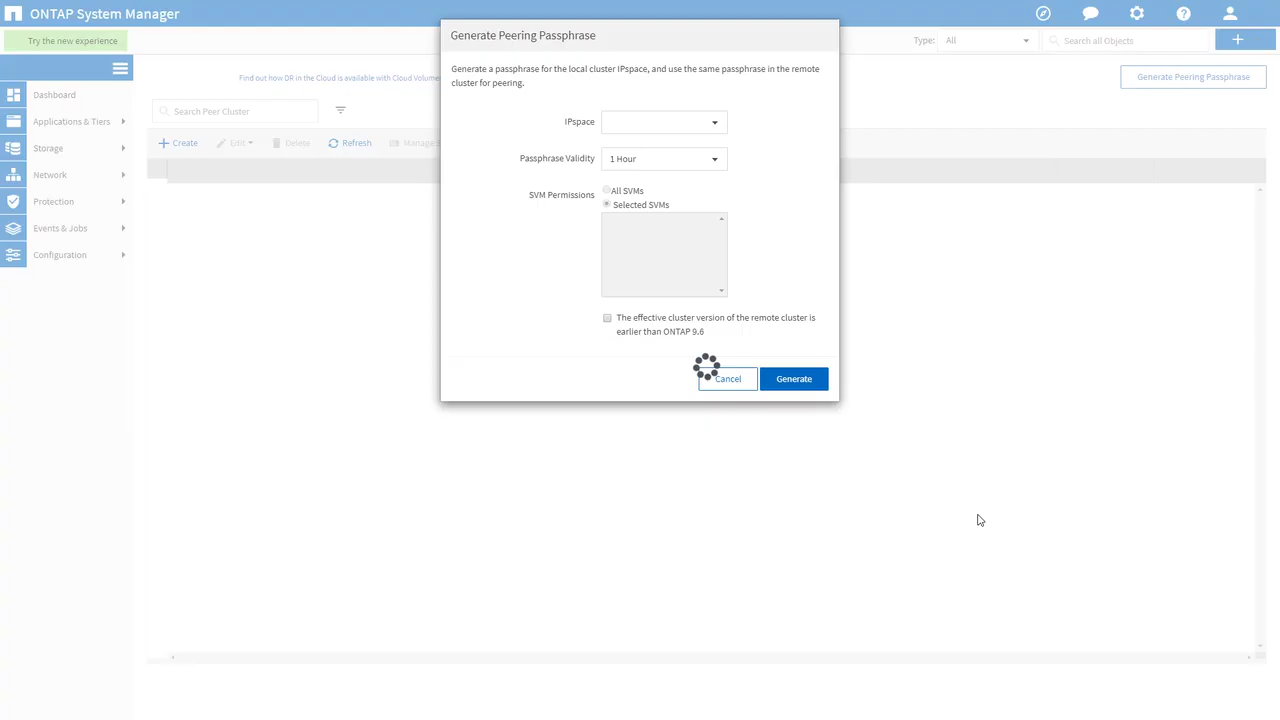 ONTAP System Manager
Try the new experience
Type: All
Search all Objects
Generate Peering Passphrase
Generate a passphrase for the local cluster IPspace, and use the same passphrase in the remote
cluster for peering.
IPspace
Passphrase Validity 1 Hour
SVM Permissions
All SVMs
Selected SVMs
The effective cluster version of the remote cluster is
earlier than ONTAP 9.6
Cancel
Generate
Find out how DR in the Cloud is available with Cloud Volumes
Generate Peering Passphrase
Search Peer Cluster
Create
Edit
Delete
Refresh
Manage
Dashboard
Applications & Tiers
Storage
Network
Protection
Events & Jobs
Configuration